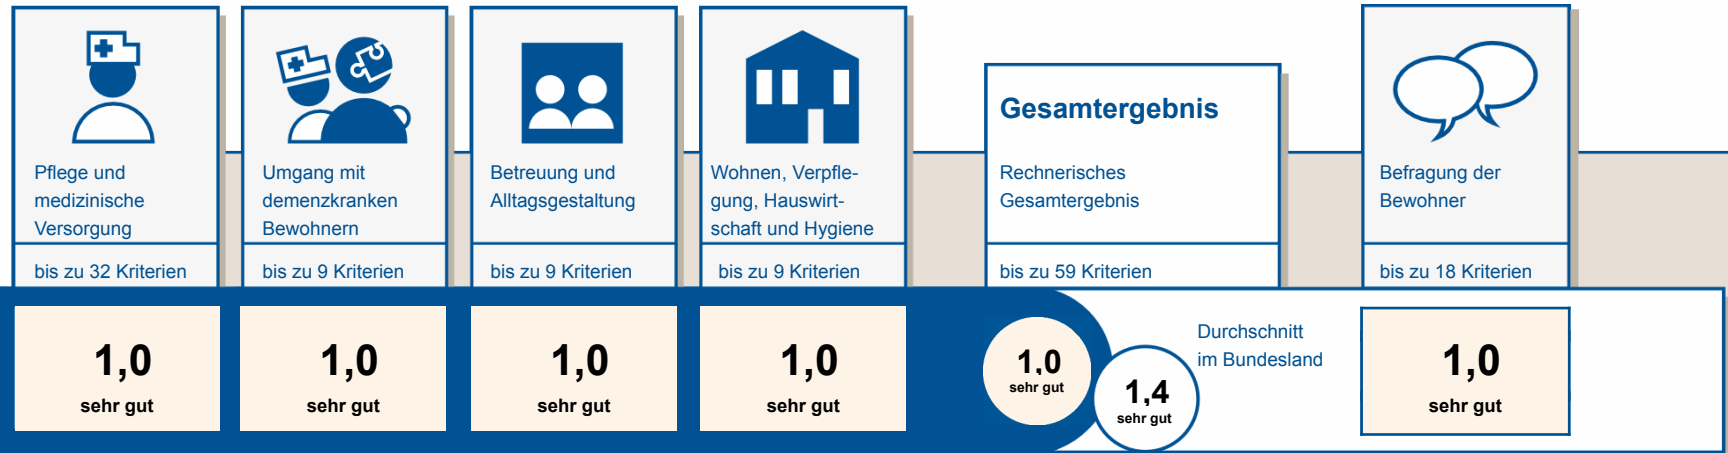 Pflege und
medizinische
Versorgung
bis zu 32 Kriterien
1,0
sehr gut
Umgang mit
demenzkranken
Bewohnern
bis zu 9 Kriterien
1,0
sehr gut
Betreuung und
Alltagsgestaltung
bis zu 9 Kriterien
1,0
sehr gut
Wohnen, Verpfle-
gung, Hauswirt-
schaft und Hygiene
bis zu 9 Kriterien
1,0
sehr gut
Gesamtergebnis
Rechnerisches
Gesamtergebnis
bis zu 59 Kriterien
1,0
sehr gut
1,4
sehr gut
Durchschnitt
im Bundesland
Befragung der
Bewohner
bis zu 18 Kriterien
1,0
sehr gut